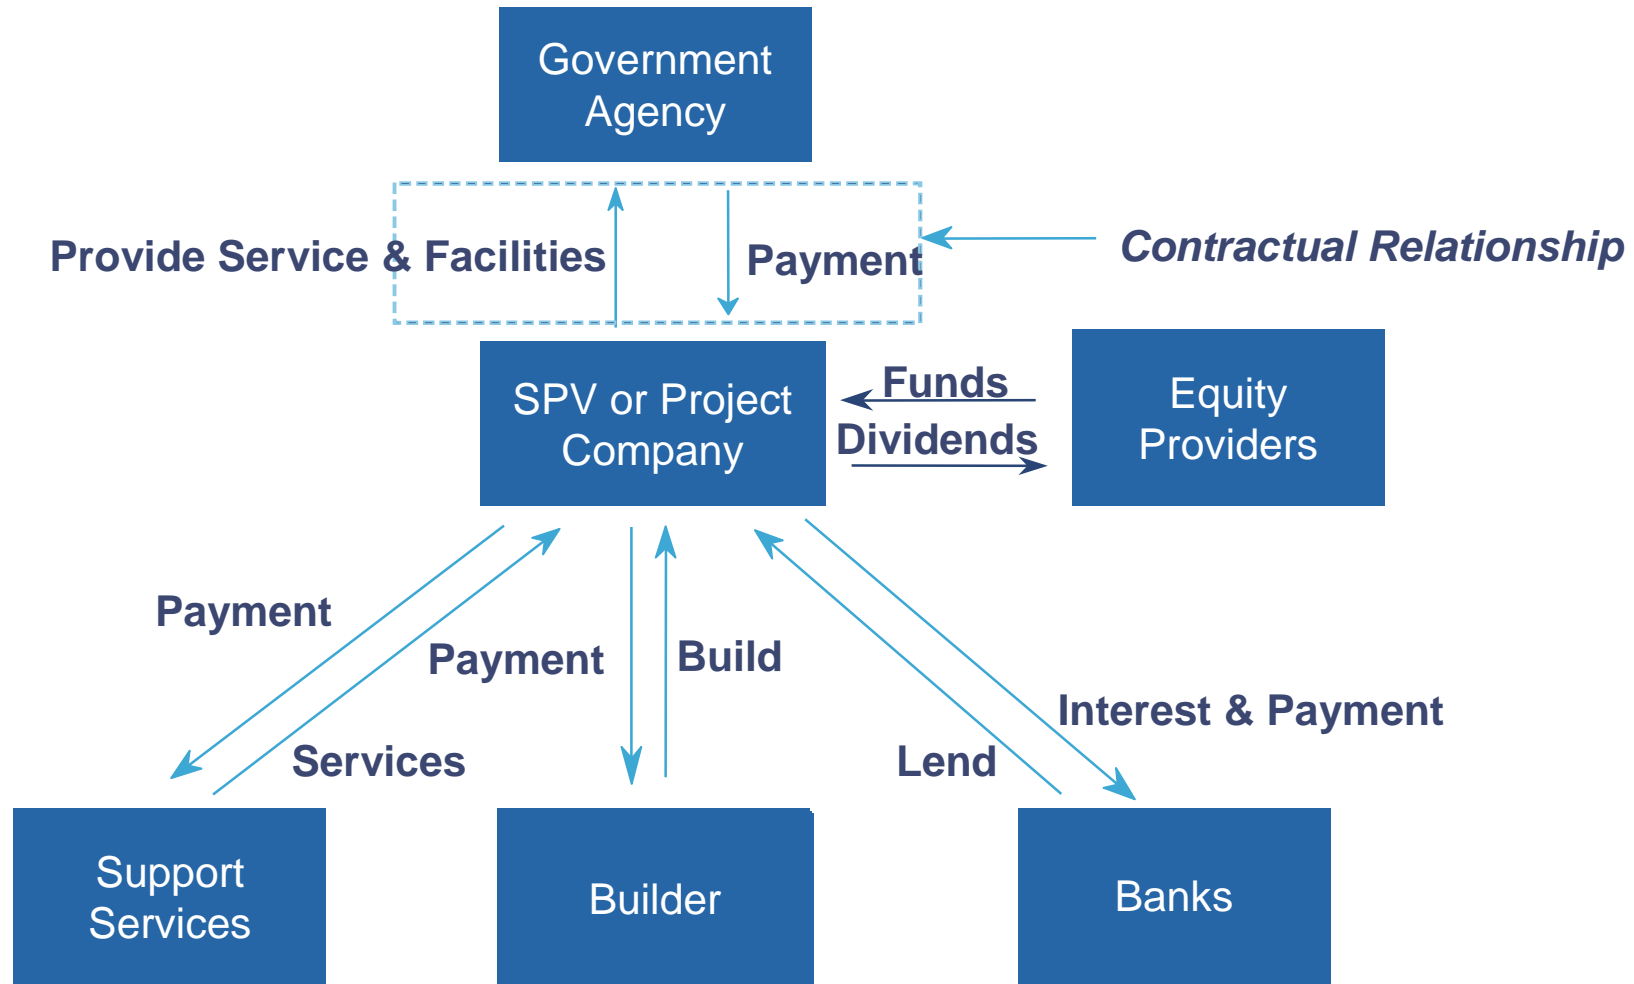 Government
Agency
Provide Service & Facilities
Payment
Contractual Relationship
SPV or Project
Company
Funds
Dividends
Equity
Providers
Payment
Payment
Build
Services
Lend
Interest & Payment
Support
Services
Builder
Banks